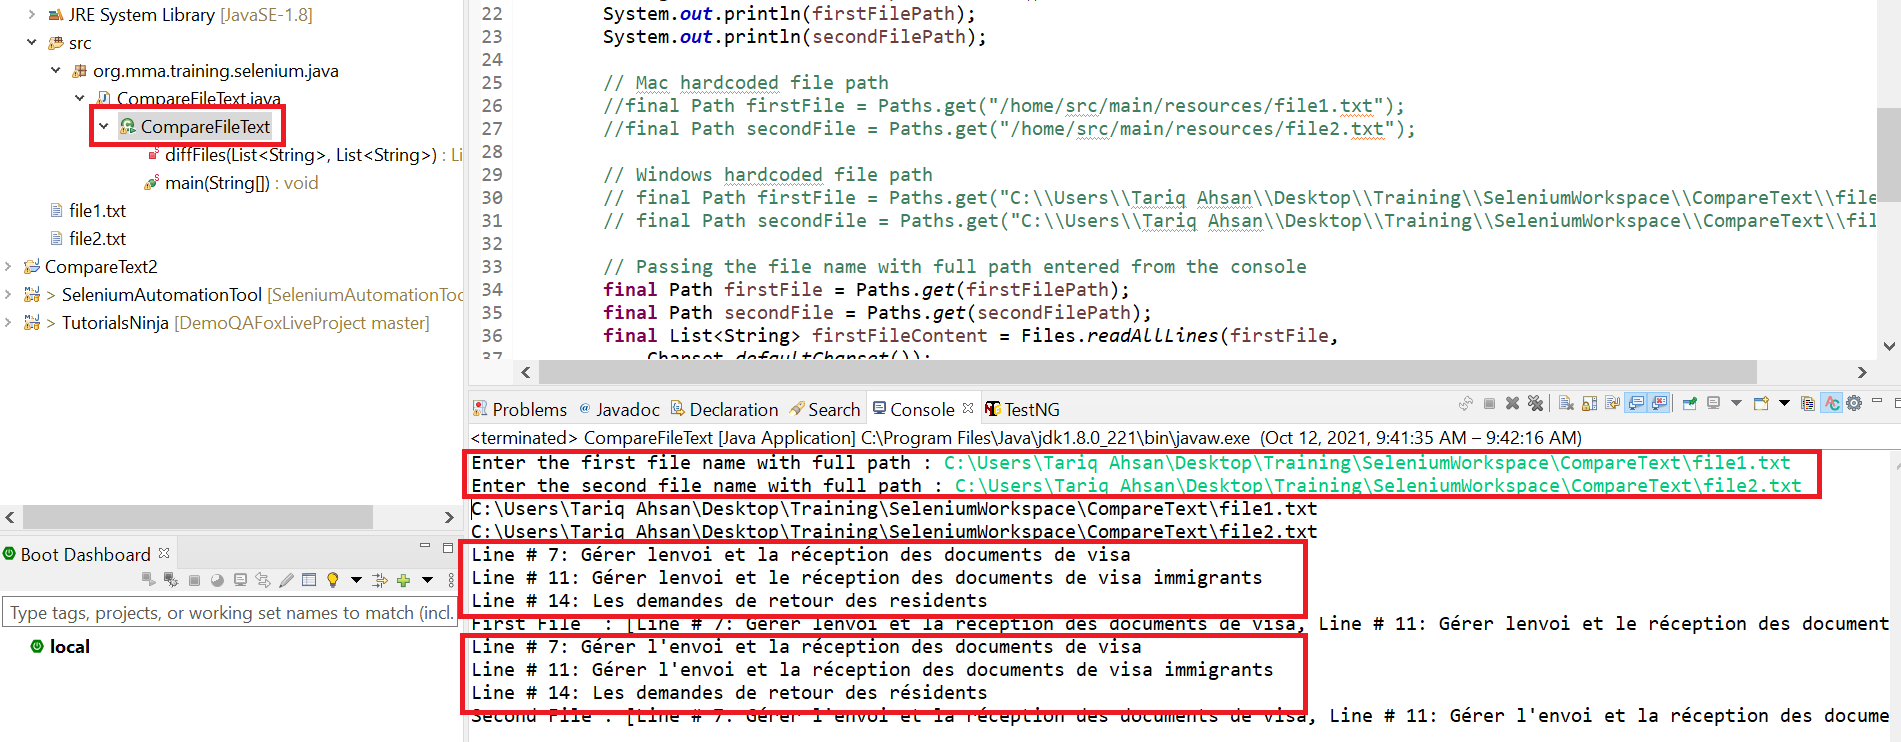 JRE System Library [JavaSE-1.8]
src
org.mma.training.selenium.java
CompareFileText.java
CompareFileText
diffFiles(List<String>, List<String>) : Li
main(String[]) : void
file1.txt
file2.txt
CompareText2
> SeleniumAutomationTool [SeleniumAutomationToc
> TutorialsNinja [DemoQAFoxLiveProject master]
Boot Dashboard
Type tags, projects, or working set names to match (incl.
local
22 System.out.println(firstFilePath);
23 System.out.println(secondFilePath);
24
25 // Mac hardcoded file path
26 //final Path firstFile = Paths.get("/home/src/main/resources/file1.txt");
27 //final Path secondFile = Paths.get("/home/src/main/resources/file2.txt");
28
29 // Windows hardcoded file path
30 // final Path firstFile = Paths.get("C:\\Users\\Tariq Ahsan\\Desktop\\Training\\SeleniumWorkspace\\CompareText\\file
31 // final Path secondFile = Paths.get("C:\\Users\\Tariq Ahsan\\Desktop\\Training\\SeleniumWorkspace\\CompareText\\fil
32
33 // Passing the file name with full path entered from the console
34 final Path firstFile = Paths.get(firstFilePath);
35 final Path secondFile = Paths.get(secondFilePath);
36 final List<String> firstFileContent = Files.readAllLines(firstFile,
37 Charset.defaultCharset());
Problems @ Javadoc Declaration Search Console TestNG
<terminated> CompareFileText [Java Application] C:\Program Files\Java\jdk1.8.0_221\bin\javaw.exe (Oct 12, 2021, 9:41:35 AM – 9:42:16 AM)
Enter the first file name with full path : C:\Users\Tariq Ahsan\Desktop\Training\SeleniumWorkspace\CompareText\file1.txt
Enter the second file name with full path : C:\Users\Tariq Ahsan\Desktop\Training\SeleniumWorkspace\CompareText\file2.txt
C:\Users\Tariq Ahsan\Desktop\Training\SeleniumWorkspace\CompareText\file1.txt
C:\Users\Tariq Ahsan\Desktop\Training\SeleniumWorkspace\CompareText\file2.txt
Line # 7: Gérer lenvoi et la réception des documents de visa
Line # 11: Gérer lenvoi et le réception des documents de visa immigrants
Line # 14: Les demandes de retour des residents
First File : [Line # 7: Gérer lenvoi et la réception des documents de visa, Line # 11: Gérer lenvoi et le réception des document
Line # 7: Gérer l'envoi et la réception des documents de visa
Line # 11: Gérer l'envoi et la réception des documents de visa immigrants
Line # 14: Les demandes de retour des résidents
Second File : [Line # 7: Gérer l'envoi et la réception des documents de visa, Line # 11: Gérer l'envoi et la réception des docume